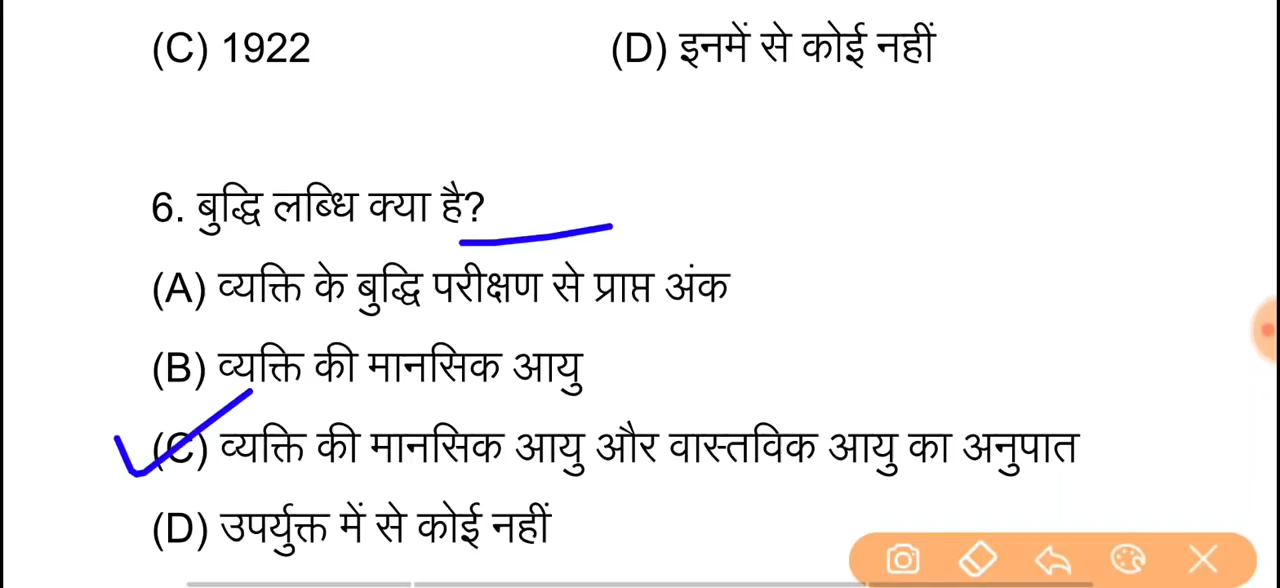 (C) 1922 (D) इनमें से कोई नहीं
6. बुद्धि लब्धि क्या है?
(A) व्यक्ति के बुद्धि परीक्षण से प्राप्त अंक
(B) व्यक्ति की मानसिक आयु
(C) व्यक्ति की मानसिक आयु और वास्तविक आयु का अनुपात
(D) उपर्युक्त में से कोई नहीं